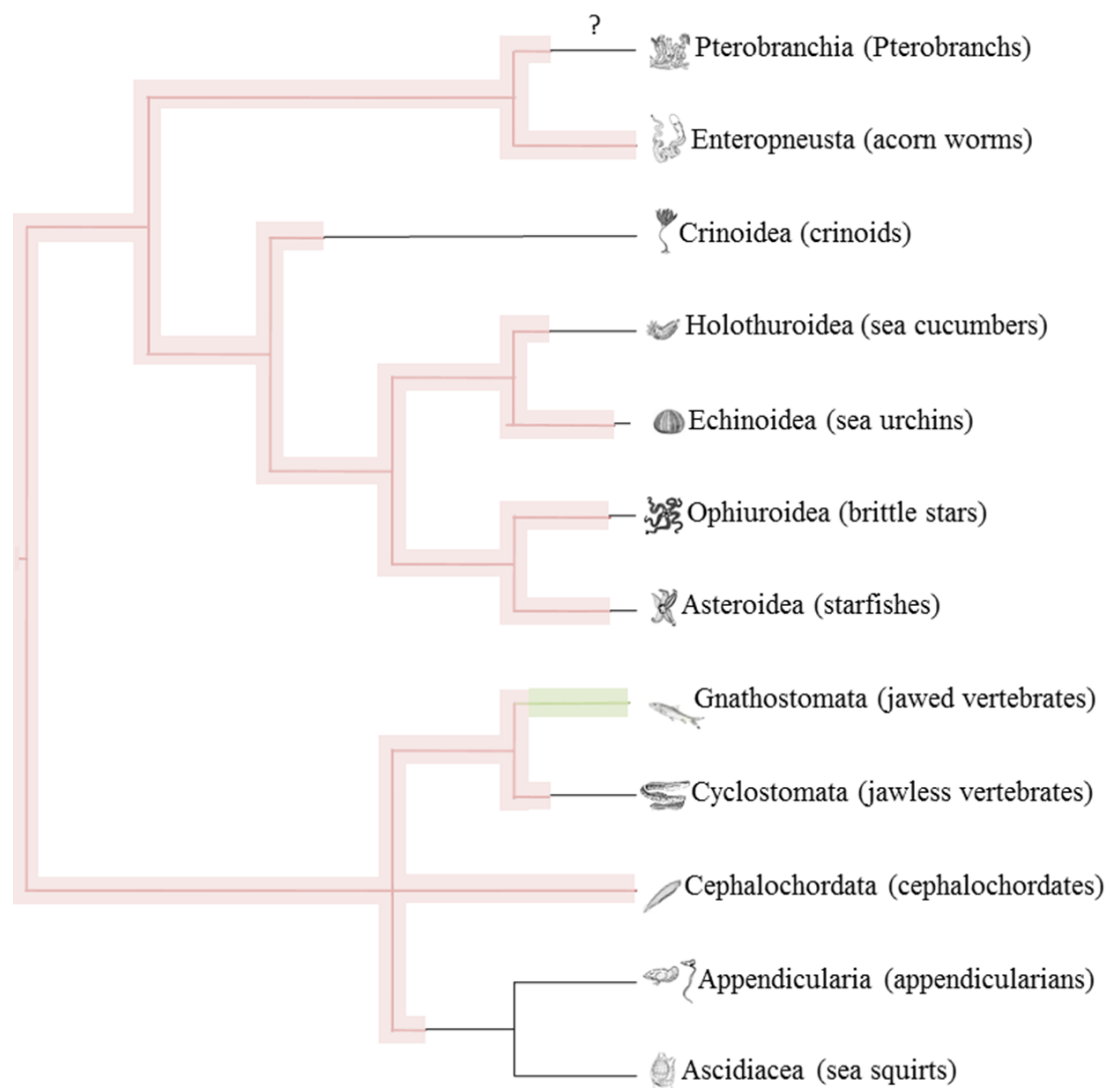 ?
Pterobranchia (Pterobranchs)
Enteropneusta (acorn worms)
Crinoidea (crinoids)
Holothuroidea (sea cucumbers)
Echinoidea (sea urchins)
Ophiuroidea (brittle stars)
Asteroidea (starfishes)
Gnathostomata (jawed vertebrates)
Cyclostomata (jawless vertebrates)
Cephalochordata (cephalochordates)
Appendicularia (appendicularians)
Ascidiacea (sea squirts)